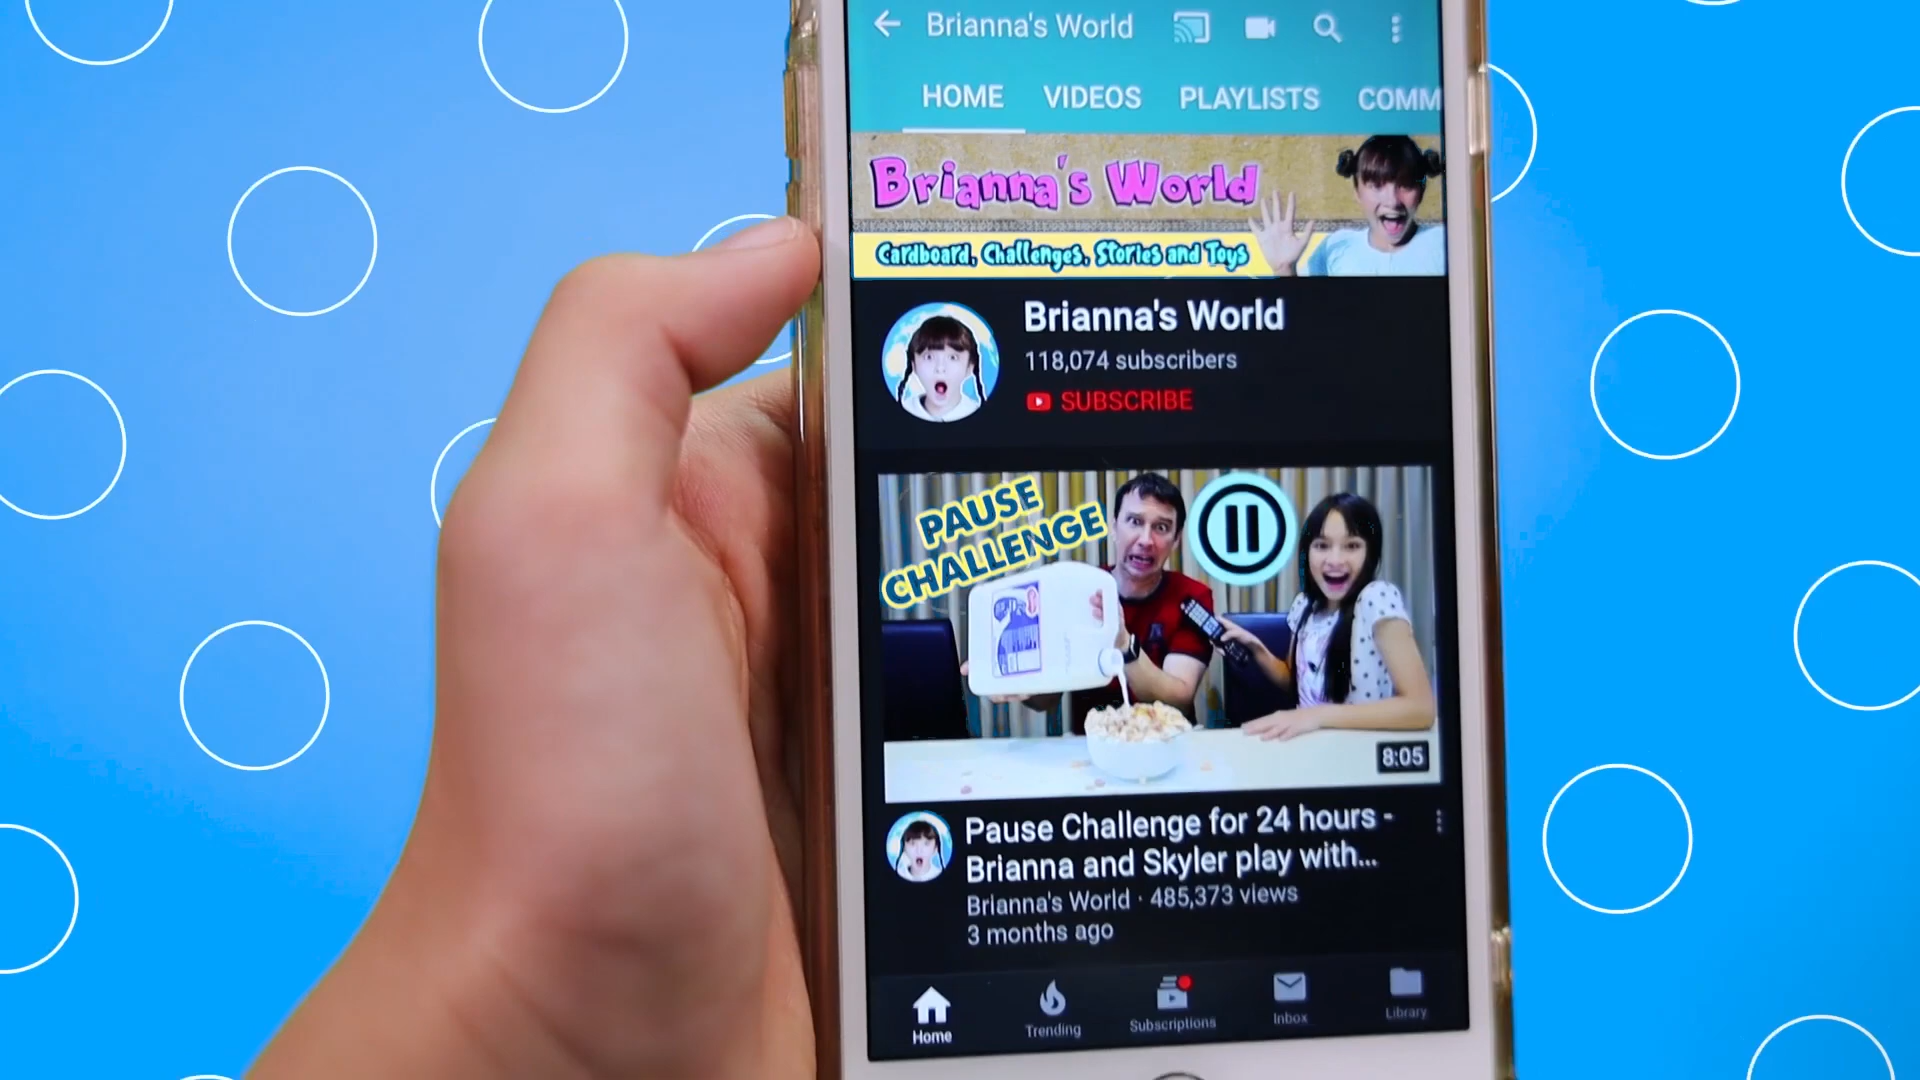 Brianna's World
HOME VIDEOS PLAYLISTS COMM
Brianna's World
Cardboard, Challenges, Stories and Toys
Brianna's World
118,074 subscribers
SUBSCRIBE
PAUSE
CHALLENGE
8:05
Pause Challenge for 24 hours -
Brianna and Skyler play with...
Brianna's World · 485,373 views
3 months ago
Home Trending Subscriptions Inbox Library